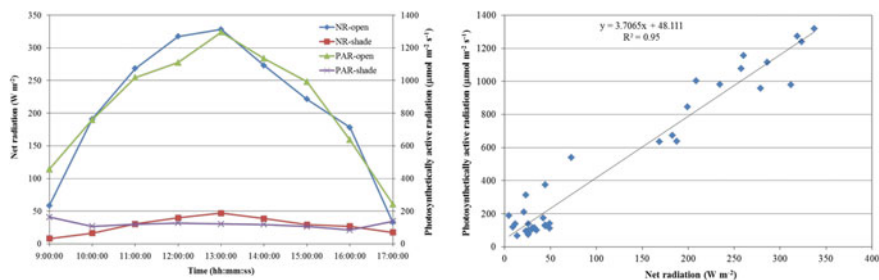 Net radiation (W m-2)
350
300
250
200
150
100
50
0
9:00:00 10:00:00 11:00:00 12:00:00 13:00:00 14:00:00 15:00:00 16:00:00 17:00:00
Time (hh:mm:ss)
NR-open
NR-shade
PAR-open
PAR-shade
1400
1200
1000
800
600
400
200
0
Photosynthetically active radiation (µmol m-2 s-1)
Photosynthetically active radiation (µmol m-2 s-1)
1400
1200
1000
800
600
400
200
0
y = 3.7065x + 48.111
R² = 0.95
0 50 100 150 200 250 300 350 400
Net radiation (W m-2)